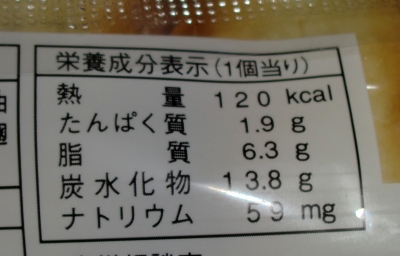 栄養成分表示(1個当り)
熱量 120 kcal
たんぱく質 1.9 g
脂質 6.3 g
炭水化物 13.8 g
ナトリウム 59 mg